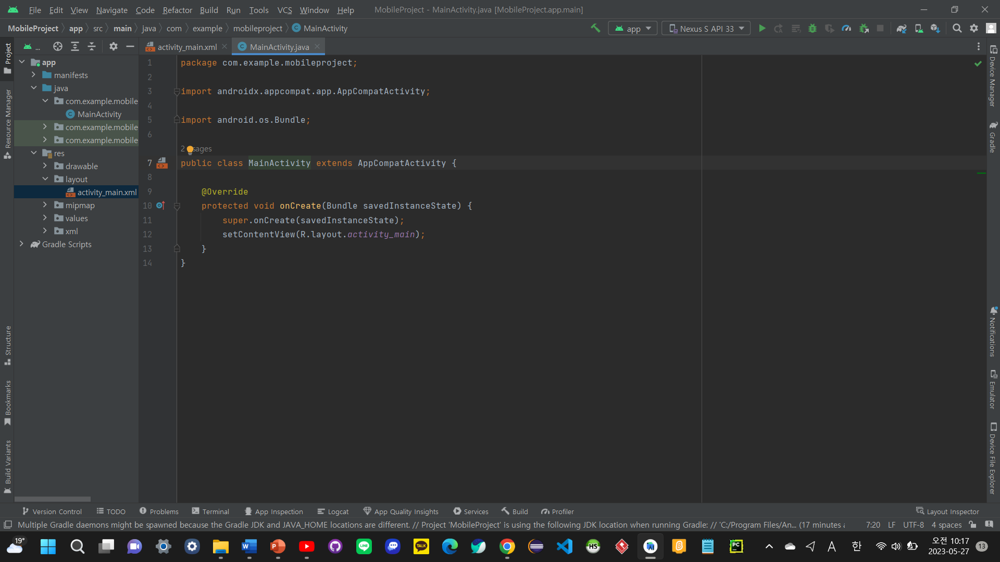 File Edit View Navigate Code Refactor Build Run Tools VCS Window Help MobileProject - MainActivity.java [MobileProject.app.main]
MobileProject app src main java com example mobileproject MainActivity app Nexus S API 33
... activity_main.xml MainActivity.java
Project
Resource Manager
Structure
Bookmarks
Build Variants
app
manifests
java
com.example.mobile
MainActivity
com.example.mobile
com.example.mobile
res
drawable
layout
activity_main.xml
mipmap
values
xml
Gradle Scripts
1 package com.example.mobileproject;
2
3 import androidx.appcompat.app.AppCompatActivity;
4
5 import android.os.Bundle;
6
2 sages
7 public class MainActivity extends AppCompatActivity {
8
9 @Override
10 protected void onCreate(Bundle savedInstanceState) {
11 super.onCreate(savedInstanceState);
12 setContentView(R.layout.activity_main);
13 }
14 }
Device Manager
Gradle
Notifications
Emulator
Device File Explorer
Version Control TODO Problems Terminal App Inspection Logcat App Quality Insights Services Build Profiler Layout Inspector
Multiple Gradle daemons might be spawned because the Gradle JDK and JAVA_HOME locations are different. // Project 'MobileProject' is using the following JDK location when running Gradle: // 'C:/Program Files/An... (17 minutes 7:20 LF UTF-8 4 spaces
19° LINE TALK HS PC A 한 오전 10:17
2023-05-27 13